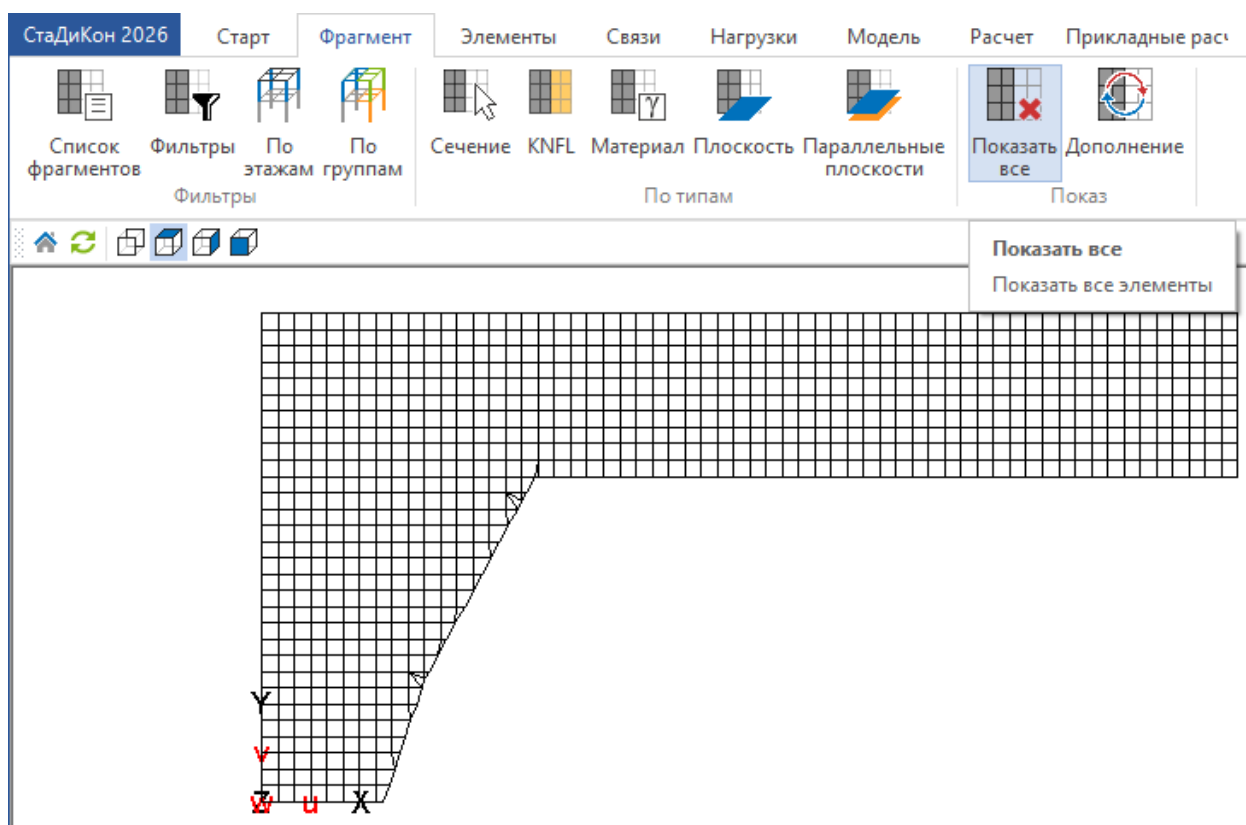 СтаДиКон 2026 Старт Фрагмент Элементы Связи Нагрузки Модель Расчет Прикладные рас
Список фрагментов Фильтры По этажам По группам Сечение KNFL Материал Плоскость Параллельные плоскости Показать все Дополнение
Фильтры По типам Показ
Показать все
Показать все элементы
Y
v
Z w u X